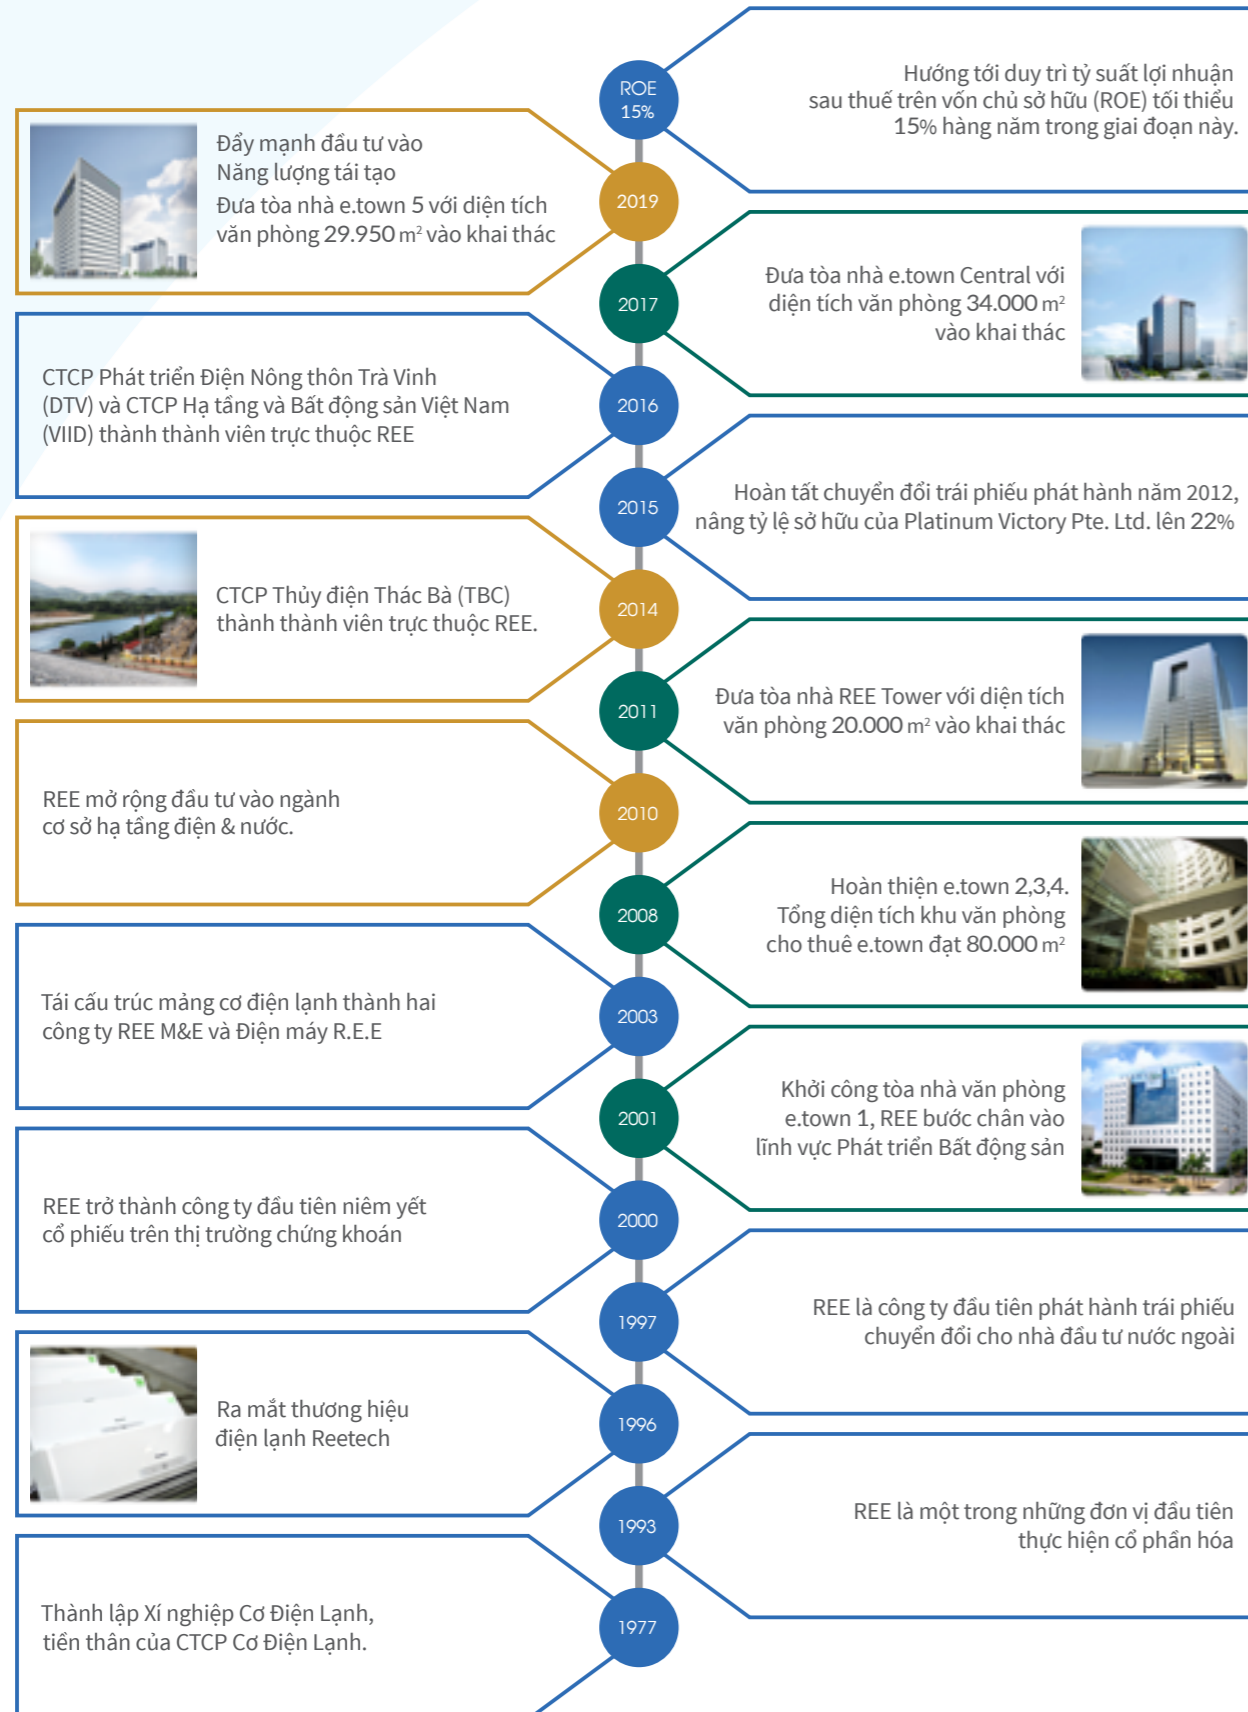 ROE
15%
Hướng tới duy trì tỷ suất lợi nhuận
sau thuế trên vốn chủ sở hữu (ROE) tối thiểu
15% hàng năm trong giai đoạn này.
Đẩy mạnh đầu tư vào
Năng lượng tái tạo
Đưa tòa nhà e.town 5 với diện tích
văn phòng 29.950 m² vào khai thác
2019
2017
Đưa tòa nhà e.town Central với
diện tích văn phòng 34.000 m²
vào khai thác
CTCP Phát triển Điện Nông thôn Trà Vinh
(DTV) và CTCP Hạ tầng và Bất động sản Việt Nam
(VIID) thành thành viên trực thuộc REE
2016
2015
Hoàn tất chuyển đổi trái phiếu phát hành năm 2012,
nâng tỷ lệ sở hữu của Platinum Victory Pte. Ltd. lên 22%
CTCP Thủy điện Thác Bà (TBC)
thành thành viên trực thuộc REE.
2014
2011
Đưa tòa nhà REE Tower với diện tích
văn phòng 20.000 m² vào khai thác
REE mở rộng đầu tư vào ngành
cơ sở hạ tầng điện & nước.
2010
2008
Hoàn thiện e.town 2,3,4.
Tổng diện tích khu văn phòng
cho thuê e.town đạt 80.000 m²
Tái cấu trúc mảng cơ điện lạnh thành hai
công ty REE M&E và Điện máy R.E.E
2003
2001
Khởi công tòa nhà văn phòng
e.town 1, REE bước chân vào
lĩnh vực Phát triển Bất động sản
REE trở thành công ty đầu tiên niêm yết
cổ phiếu trên thị trường chứng khoán
2000
1997
REE là công ty đầu tiên phát hành trái phiếu
chuyển đổi cho nhà đầu tư nước ngoài
Ra mắt thương hiệu
điện lạnh Reetech
1996
1993
REE là một trong những đơn vị đầu tiên
thực hiện cổ phần hóa
Thành lập Xí nghiệp Cơ Điện Lạnh,
tiền thân của CTCP Cơ Điện Lạnh.
1977